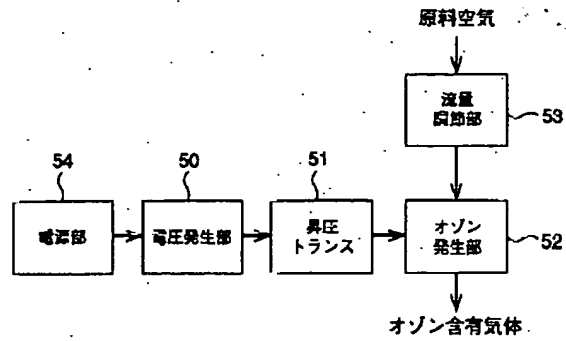 原料空気
流量
調節部
53
54
50
51
電源部
電圧発生部
昇圧
トランス
オゾン
発生部
52
オゾン含有気体